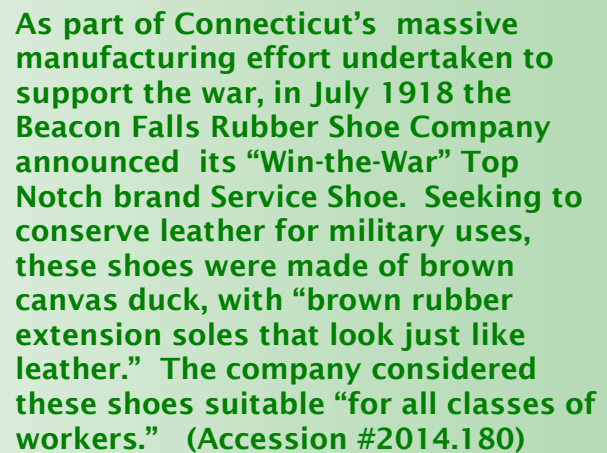 As part of Connecticut’s  massive
manufacturing effort undertaken to
support the war, in July 1918 the
Beacon Falls Rubber Shoe Company
announced  its “Win-the-War” Top
Notch brand Service Shoe.  Seeking to
conserve leather for military uses,
these shoes were made of brown
canvas duck, with “brown rubber
extension soles that look just like
leather.”  The company considered
these shoes suitable “for all classes of
workers.”   (Accession #2014.180)